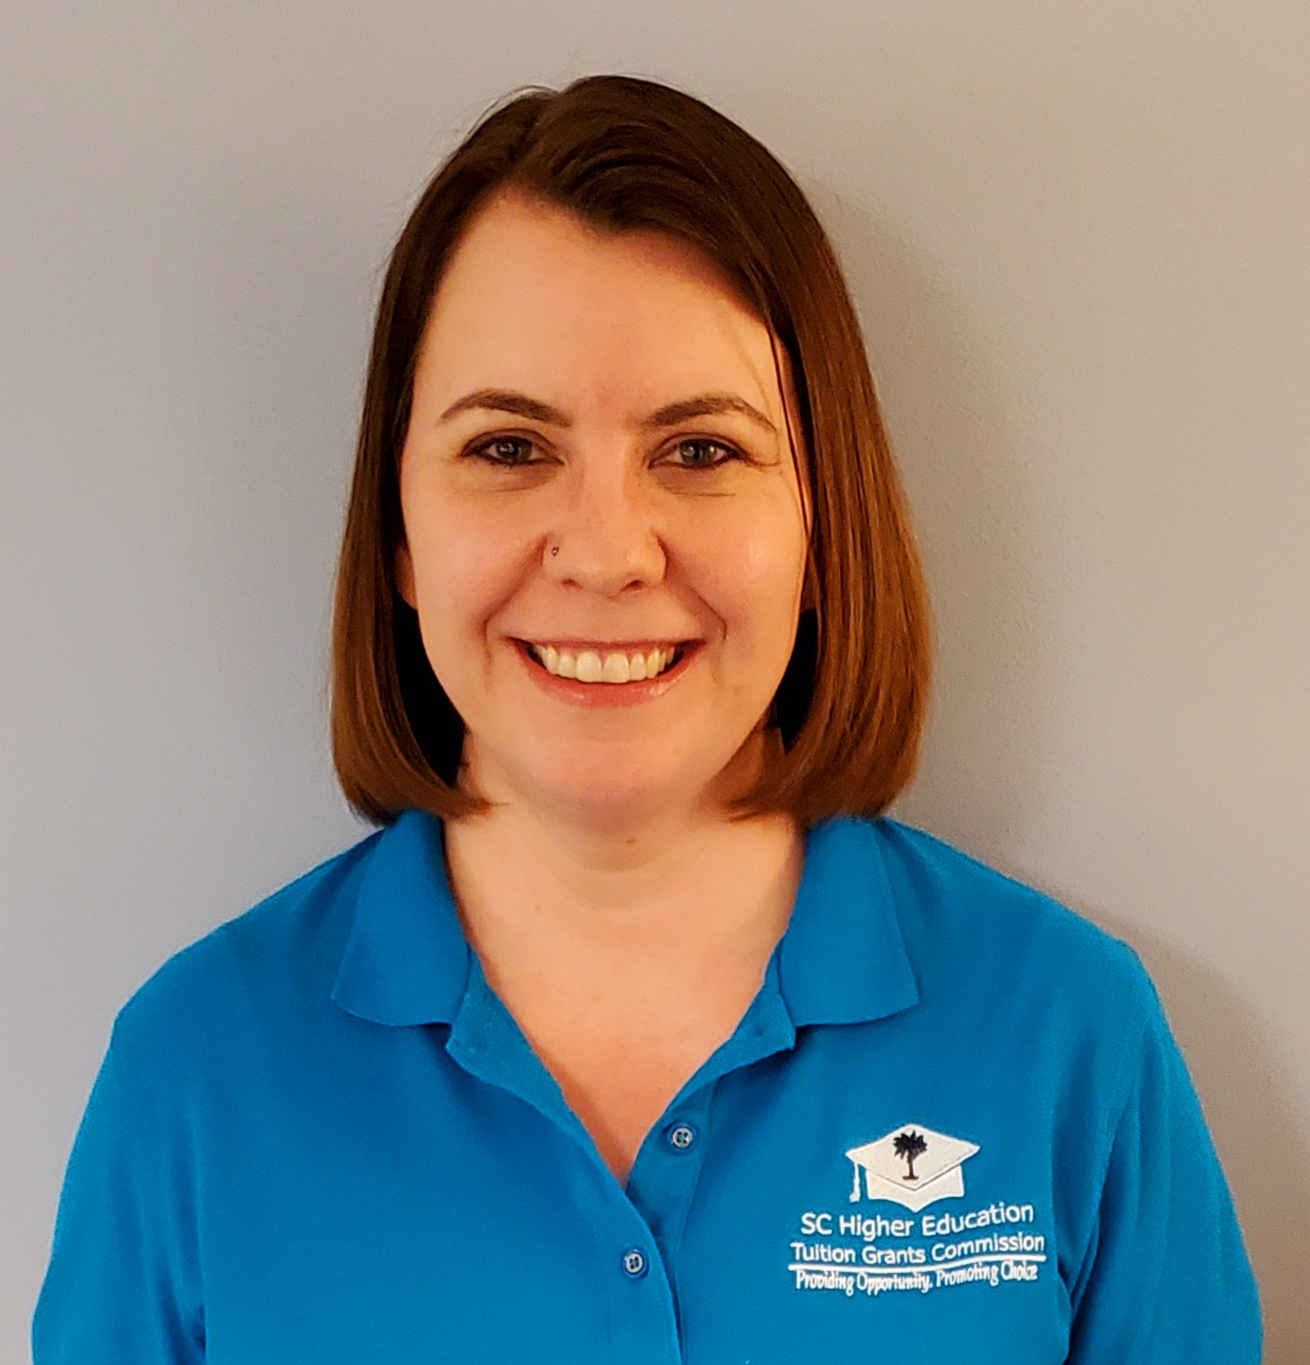 SC Higher Education
Tuition Grants Commission
Providing Opportunity. Promoting Choice